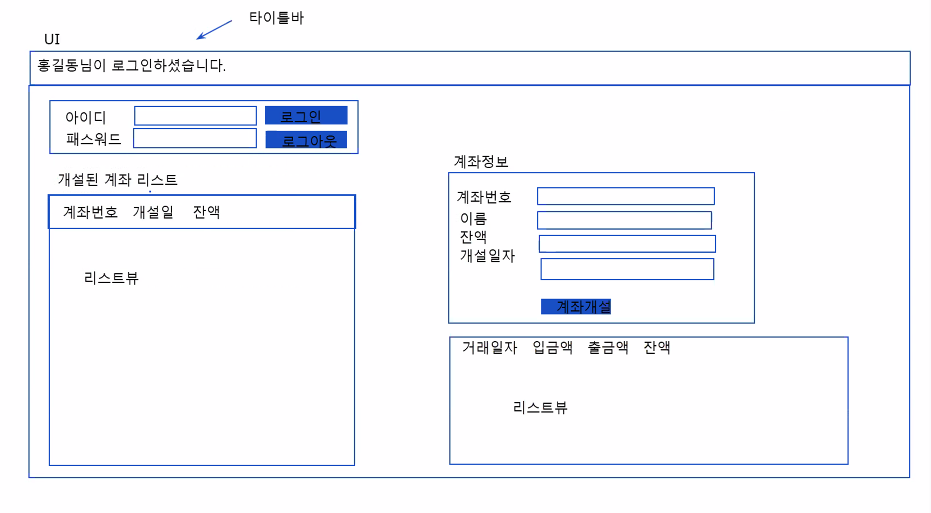 타이틀바
UI
홍길동님이 로그인하셨습니다.
아이디 로그인
패스워드 로그아웃
개설된 계좌 리스트
계좌번호 개설일 잔액
리스트뷰
계좌정보
계좌번호
이름
잔액
개설일자
계좌개설
거래일자 입금액 출금액 잔액
리스트뷰